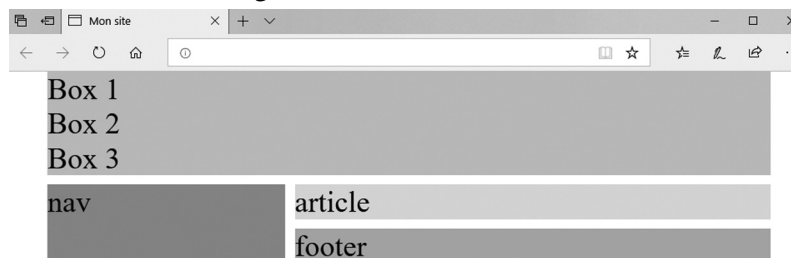 Mon site
Box 1
Box 2
Box 3
nav
article
footer